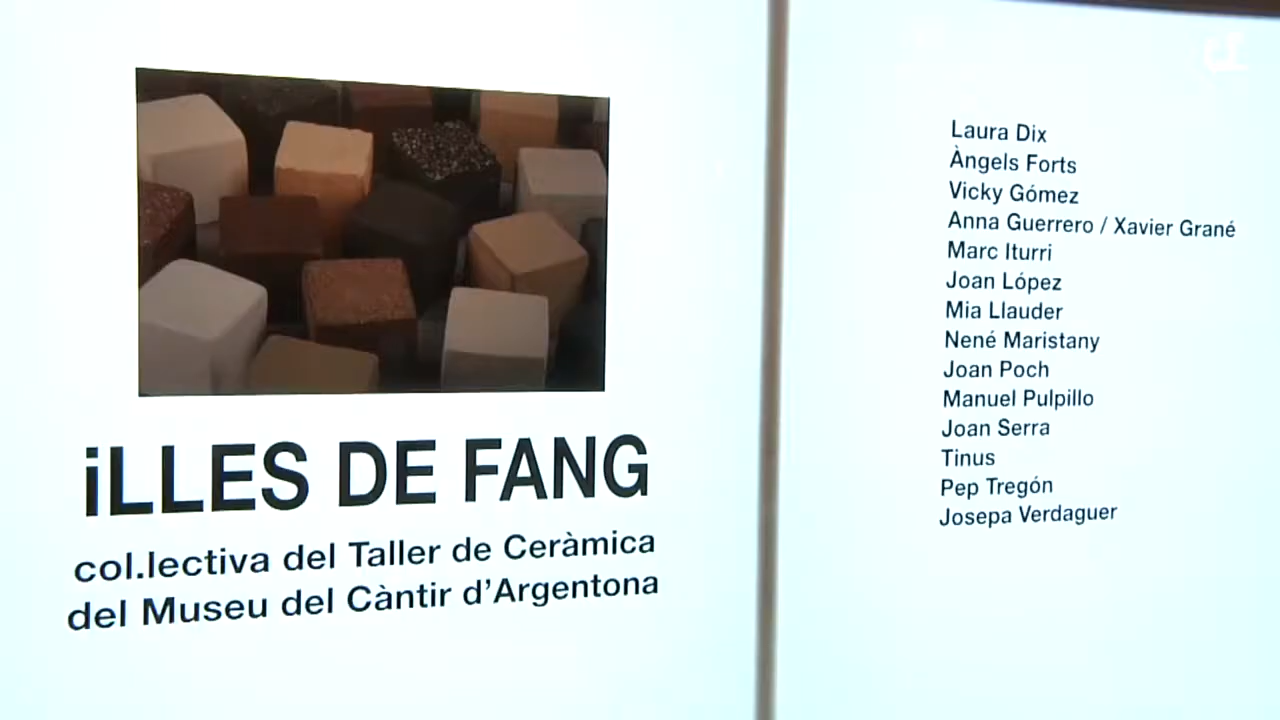 iLLES DE FANG
col.lectiva del Taller de Ceràmica
del Museu del Càntir d'Argentona
Laura Dix
Àngels Forts
Vicky Gómez
Anna Guerrero / Xavier Grané
Marc Iturri
Joan López
Mia Llauder
Nené Maristany
Joan Poch
Manuel Pulpillo
Joan Serra
Tinus
Pep Tregón
Josepa Verdaguer